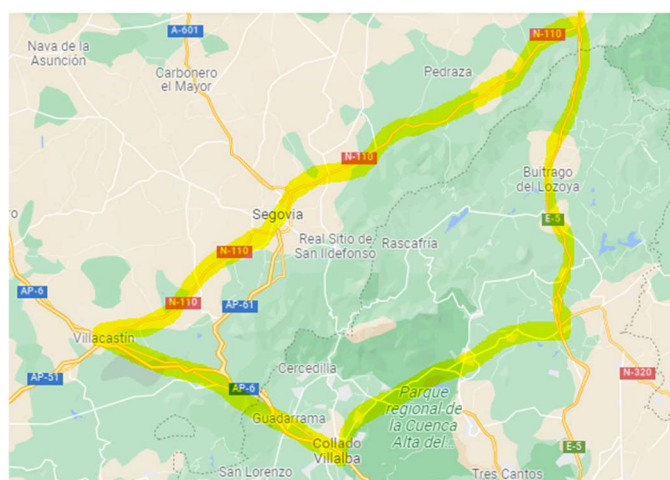 A-601
N-110
Nava de la
Asunción
Carbonero
el Mayor
Pedraza
N-110
Buitrago
del Lozoya
Segovia
E-5
N-110
Real Sitio de
San Ildefonso
Rascafría
ro
AP-6
N-110
AP-61
Villacastín
Cercedilla
N-320
AP-51
AP-6
Parque
regional de
la Cuenca
Alta del...
Guadarrama
Collado
Villalba
E-5
San Lorenzo
Tres Cantos